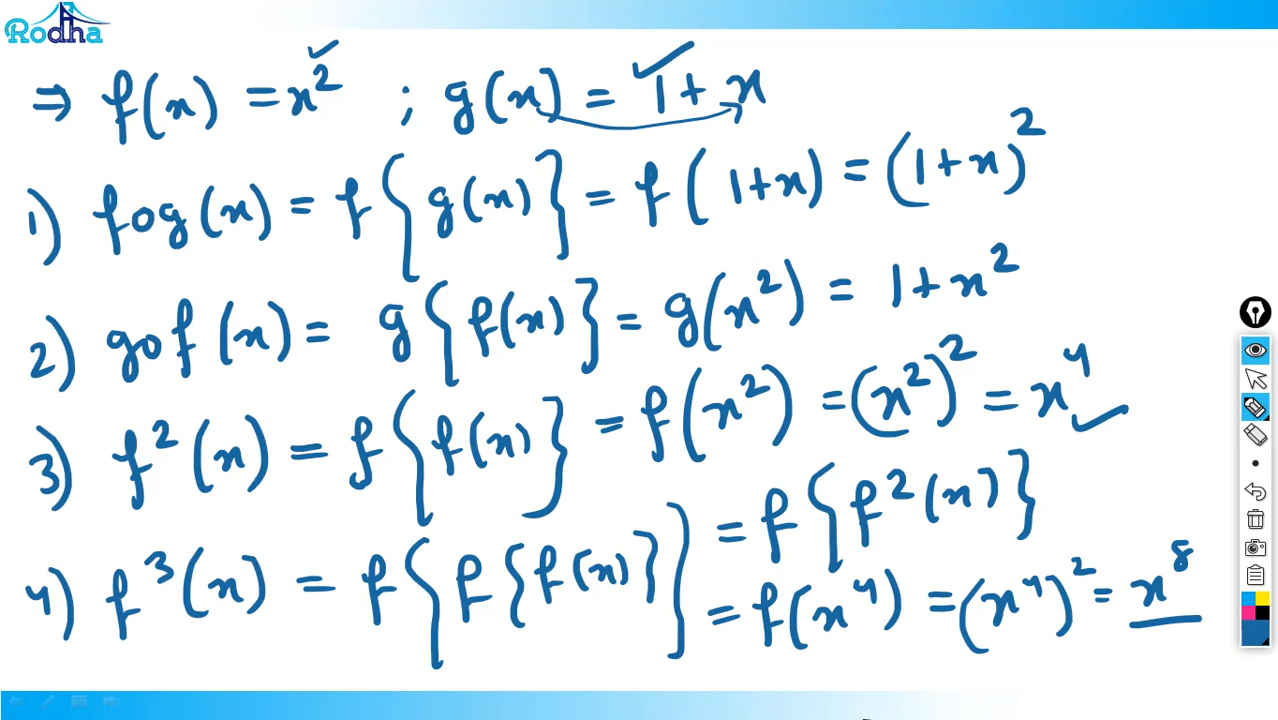 Rodha
⇒ f(x) = x² ; g(x) = 1 + x
1) fog(x) = f{g(x)} = f(1+x) = (1+x)²
2) gof(x) = g{f(x)} = g(x²) = 1 + x²
3) f²(x) = f{f(x)} = f(x²) = (x²)² = x⁴
4) f³(x) = f{f{f(x)}} = f{f²(x)}
= f(x⁴) = (x⁴)² = x⁸